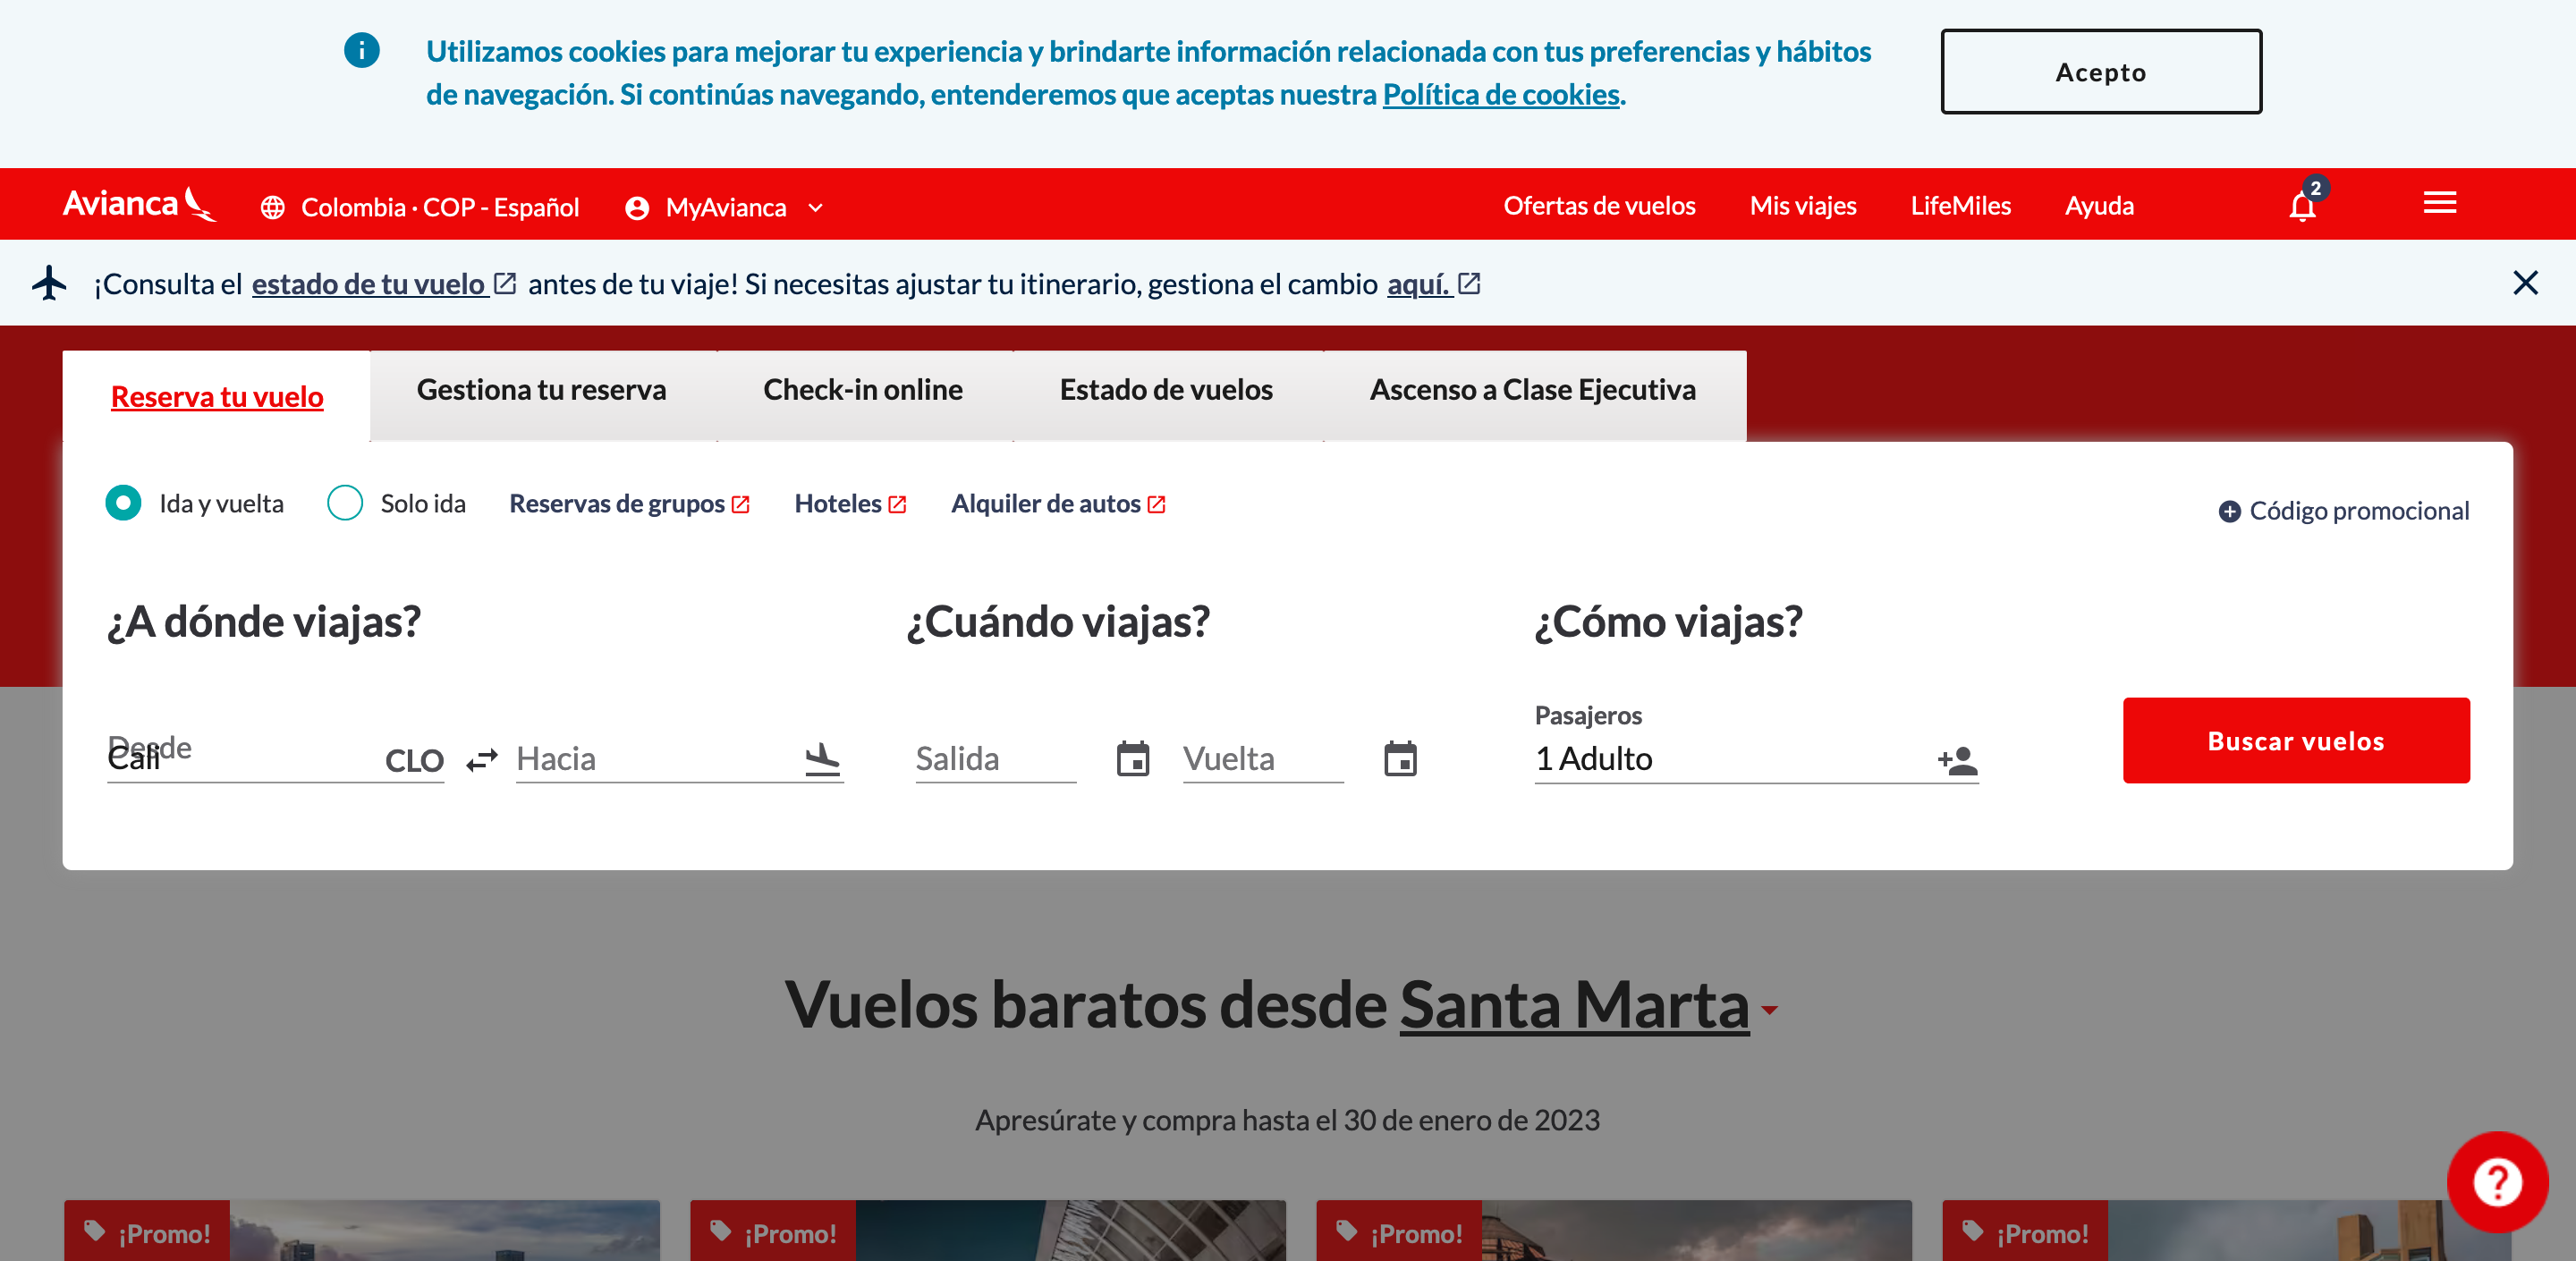 Utilizamos cookies para mejorar tu experiencia y brindarte información relacionada con tus preferencias y hábitos
de navegación. Si continúas navegando, entenderemos que aceptas nuestra Política de cookies.
Acepto
Avianca
Colombia · COP - Español
MyAvianca
Ofertas de vuelos
Mis viajes
LifeMiles
Ayuda
2
¡Consulta el estado de tu vuelo antes de tu viaje! Si necesitas ajustar tu itinerario, gestiona el cambio aquí.
Reserva tu vuelo
Gestiona tu reserva
Check-in online
Estado de vuelos
Ascenso a Clase Ejecutiva
Ida y vuelta
Solo ida
Reservas de grupos
Hoteles
Alquiler de autos
Código promocional
¿A dónde viajas?
¿Cuándo viajas?
¿Cómo viajas?
Desde
Cali
CLO
Hacia
Salida
Vuelta
Pasajeros
1 Adulto
Buscar vuelos
Vuelos baratos desde Santa Marta
Apresúrate y compra hasta el 30 de enero de 2023
¡Promo!
¡Promo!
¡Promo!
¡Promo!
?